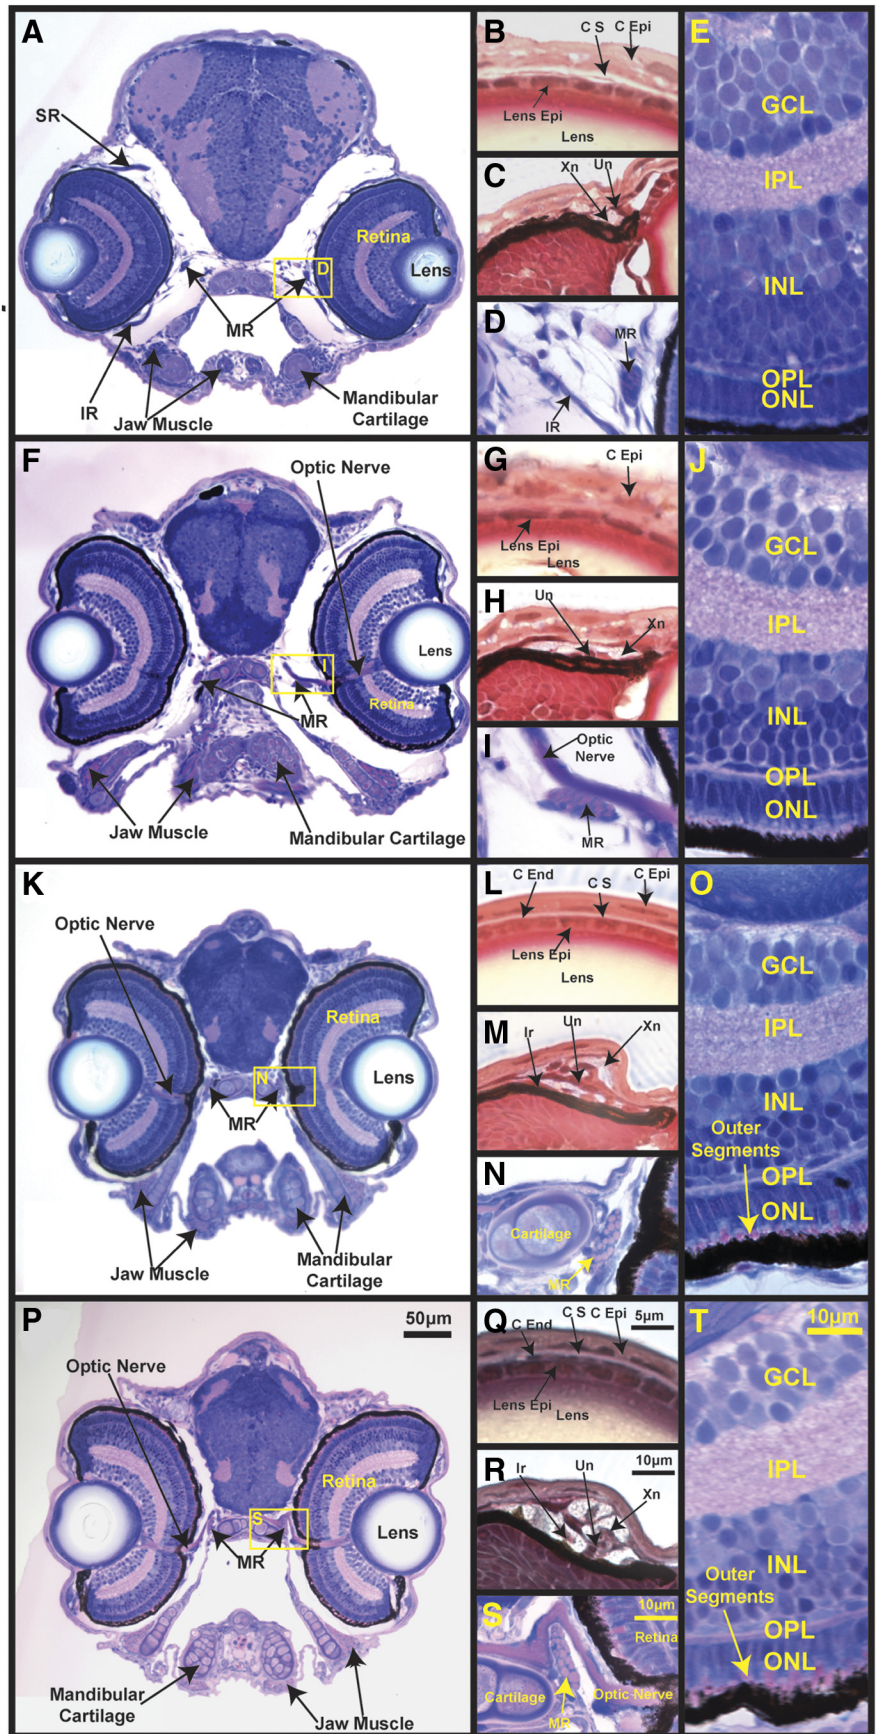 A
SR
Retina
D
Lens
MR
IR
Jaw Muscle
Mandibular
Cartilage
B
C S
C Epi
Lens Epi
Lens
C
Xn
Un
D
MR
IR
E
GCL
IPL
INL
OPL
ONL
F
Optic Nerve
Lens
I
Retina
MR
Jaw Muscle
Mandibular Cartilage
G
C Epi
Lens Epi
Lens
H
Un
Xn
I
Optic
Nerve
MR
J
GCL
IPL
INL
OPL
ONL
K
Optic Nerve
Retina
Lens
N
MR
Jaw Muscle
Mandibular
Cartilage
L
C End
C S
C Epi
Lens Epi
Lens
M
Ir
Un
Xn
N
Cartilage
MR
O
GCL
IPL
INL
Outer
Segments
OPL
ONL
P
50µm
Optic Nerve
Retina
S
Lens
MR
Mandibular
Cartilage
Jaw Muscle
Q
C End
C S
C Epi
5µm
Lens Epi
Lens
R
10µm
Ir
Un
Xn
S
10µm
Retina
Cartilage
Optic Nerve
MR
T
10µm
GCL
IPL
INL
Outer
Segments
OPL
ONL